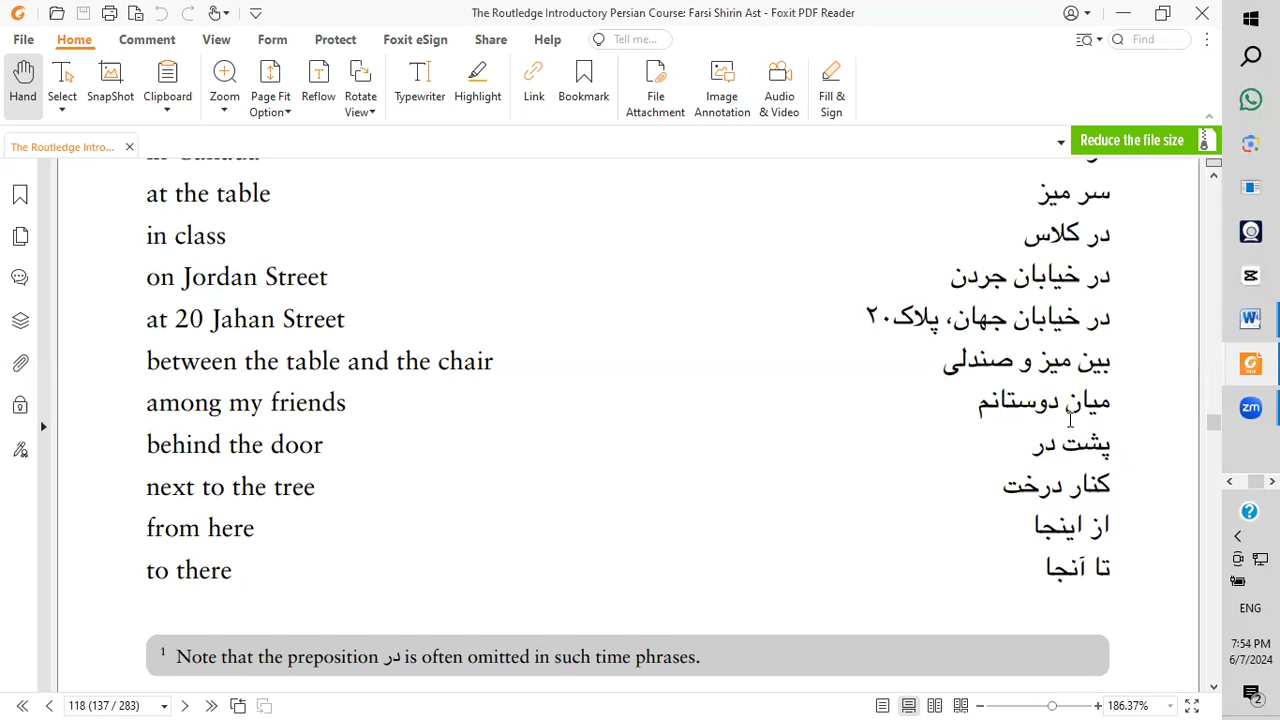 The Routledge Introductory Persian Course: Farsi Shirin Ast - Foxit PDF Reader
File Home Comment View Form Protect Foxit eSign Share Help Tell me... Find
Hand Select SnapShot Clipboard Zoom Page Fit Option Reflow Rotate View Typewriter Highlight Link Bookmark File Attachment Image Annotation Audio & Video Fill & Sign
The Routledge Intro... Reduce the file size
at the table سر میز
in class در کلاس
on Jordan Street در خیابان جردن
at 20 Jahan Street در خیابان جهان، پلاک۲۰
between the table and the chair بین میز و صندلی
among my friends میان دوستانم
behind the door پشت در
next to the tree کنار درخت
from here از اینجا
to there تا آنجا
1 Note that the preposition در is often omitted in such time phrases.
118 (137 / 283) 186.37%
ENG
7:54 PM
6/7/2024
2